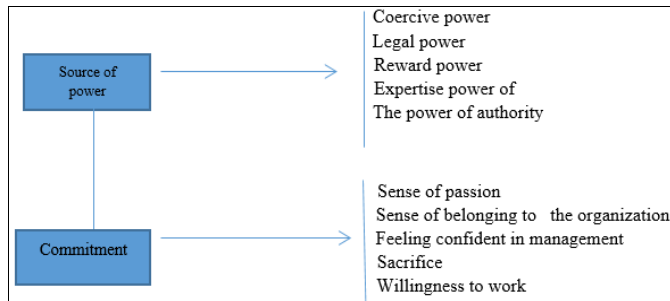 Source of
power
Coercive power
Legal power
Reward power
Expertise power of
The power of authority
Commitment
Sense of passion
Sense of belonging to the organization
Feeling confident in management
Sacrifice
Willingness to work